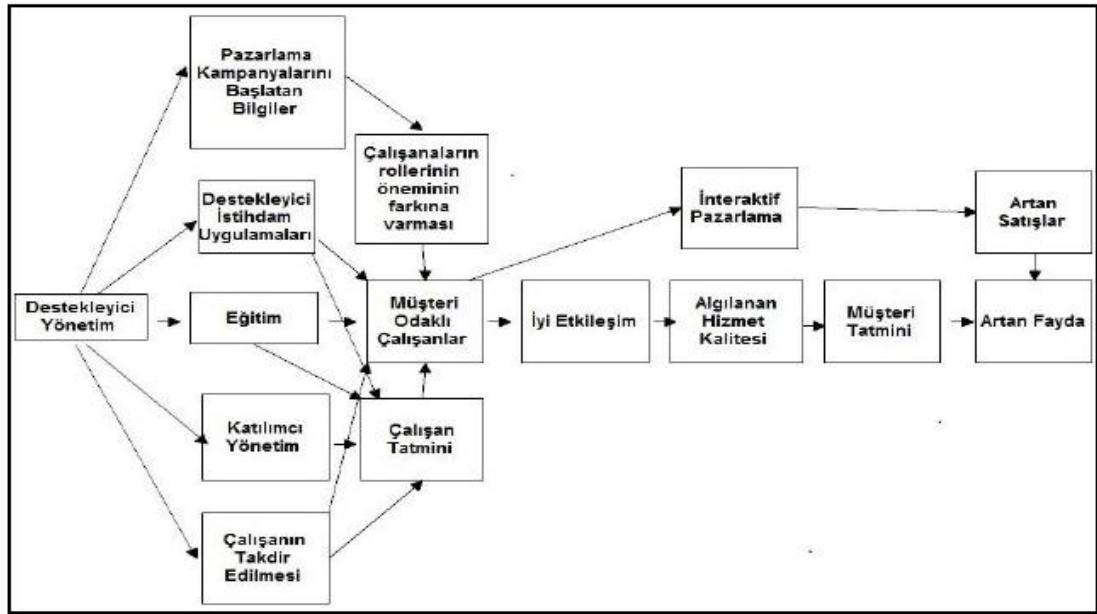 Pazarlama
Kampanyalarını
Başlatan
Bilgiler
Çalışanaların
rollerinin
öneminin
farkına
varması
Destekleyici
İstihdam
Uygulamaları
İnteraktif
Pazarlama
Artan
Satışlar
Destekleyici
Yönetim
Eğitim
Müşteri
Odaklı
Çalışanlar
İyi Etkileşim
Algılanan
Hizmet
Kalitesi
Müşteri
Tatmini
Artan Fayda
Katılımcı
Yönetim
Çalışan
Tatmini
Çalışanın
Takdir
Edilmesi